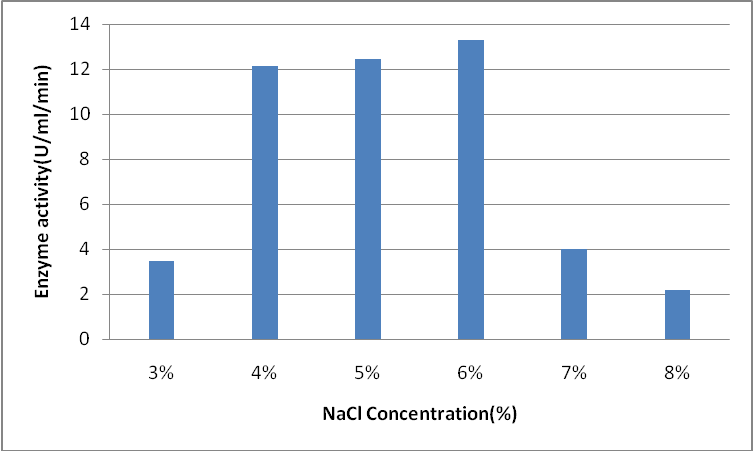 14
12
10
8
6
4
2
0
Enzyme activity(U/ml/min)
3% 4% 5% 6% 7% 8%
NaCl Concentration(%)